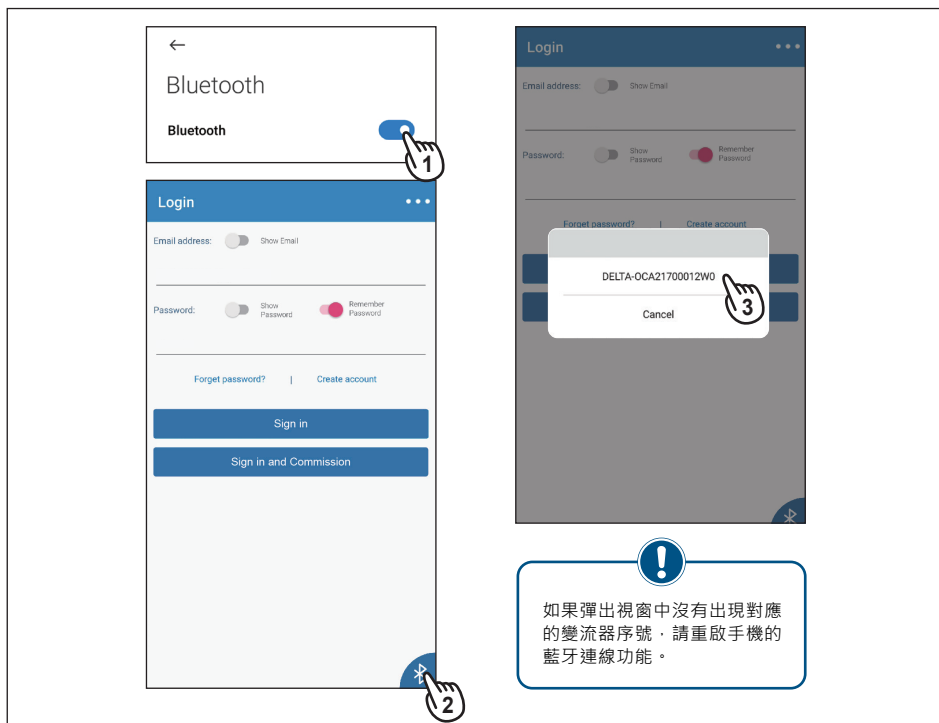 ←
Bluetooth
Bluetooth
1
Login
Email address: Show Email
Password: Show Password Remember Password
Forget password? | Create account
Sign in
Sign in and Commission
2
Login
Email address: Show Email
Password: Show Password Remember Password
Forget password? | Create account
DELTA-OCA21700012W0
3
Cancel
!
如果彈出視窗中沒有出現對應
的變流器序號，請重啟手機的
藍牙連線功能。